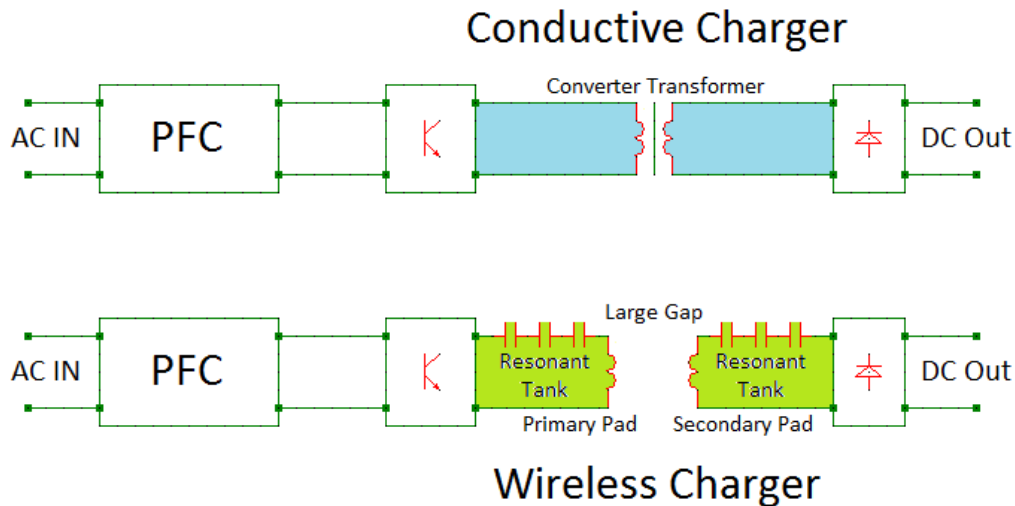 Conductive Charger
Converter Transformer
AC IN
PFC
DC Out
Large Gap
AC IN
PFC
Resonant
Tank
Resonant
Tank
DC Out
Primary Pad
Secondary Pad
Wireless Charger